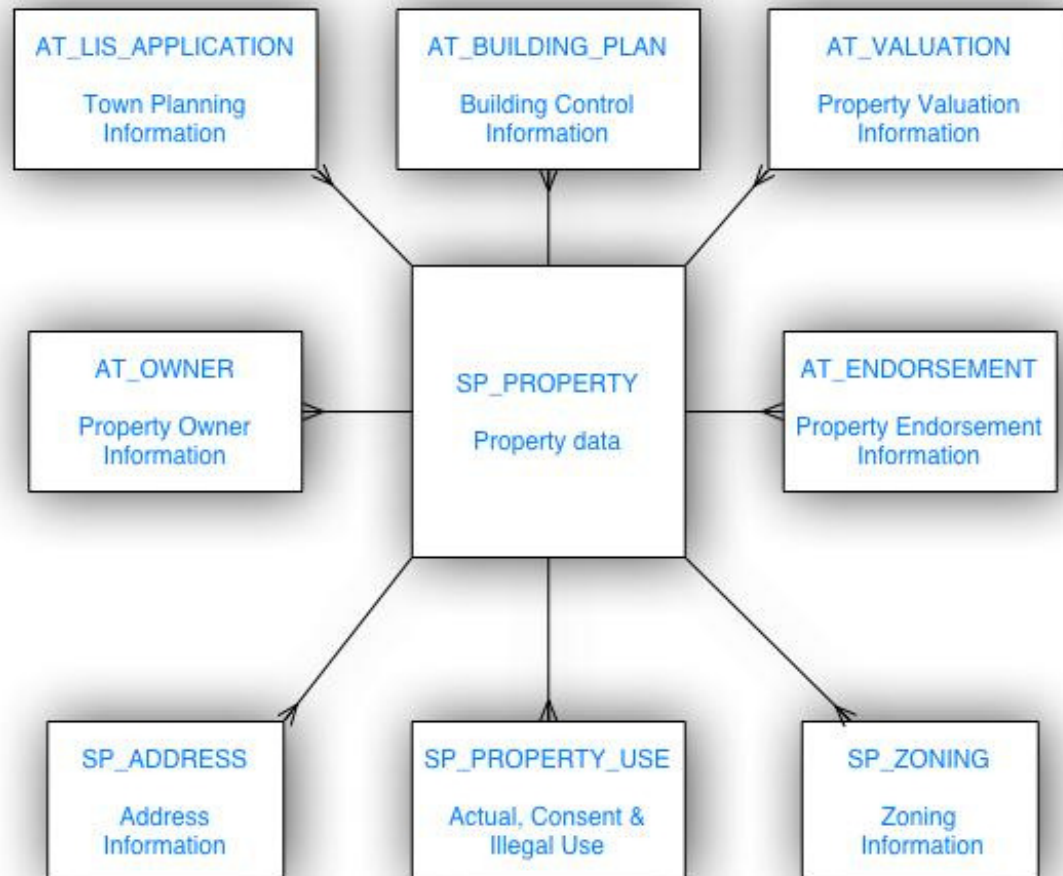 AT_LIS_APPLICATION
Town Planning
Information
AT_BUILDING_PLAN
Building Control
Information
AT_VALUATION
Property Valuation
Information
AT_OWNER
Property Owner
Information
SP_PROPERTY
Property data
AT_ENDORSEMENT
Property Endorsement
Information
SP_ADDRESS
Address
Information
SP_PROPERTY_USE
Actual, Consent &
Illegal Use
SP_ZONING
Zoning
Information